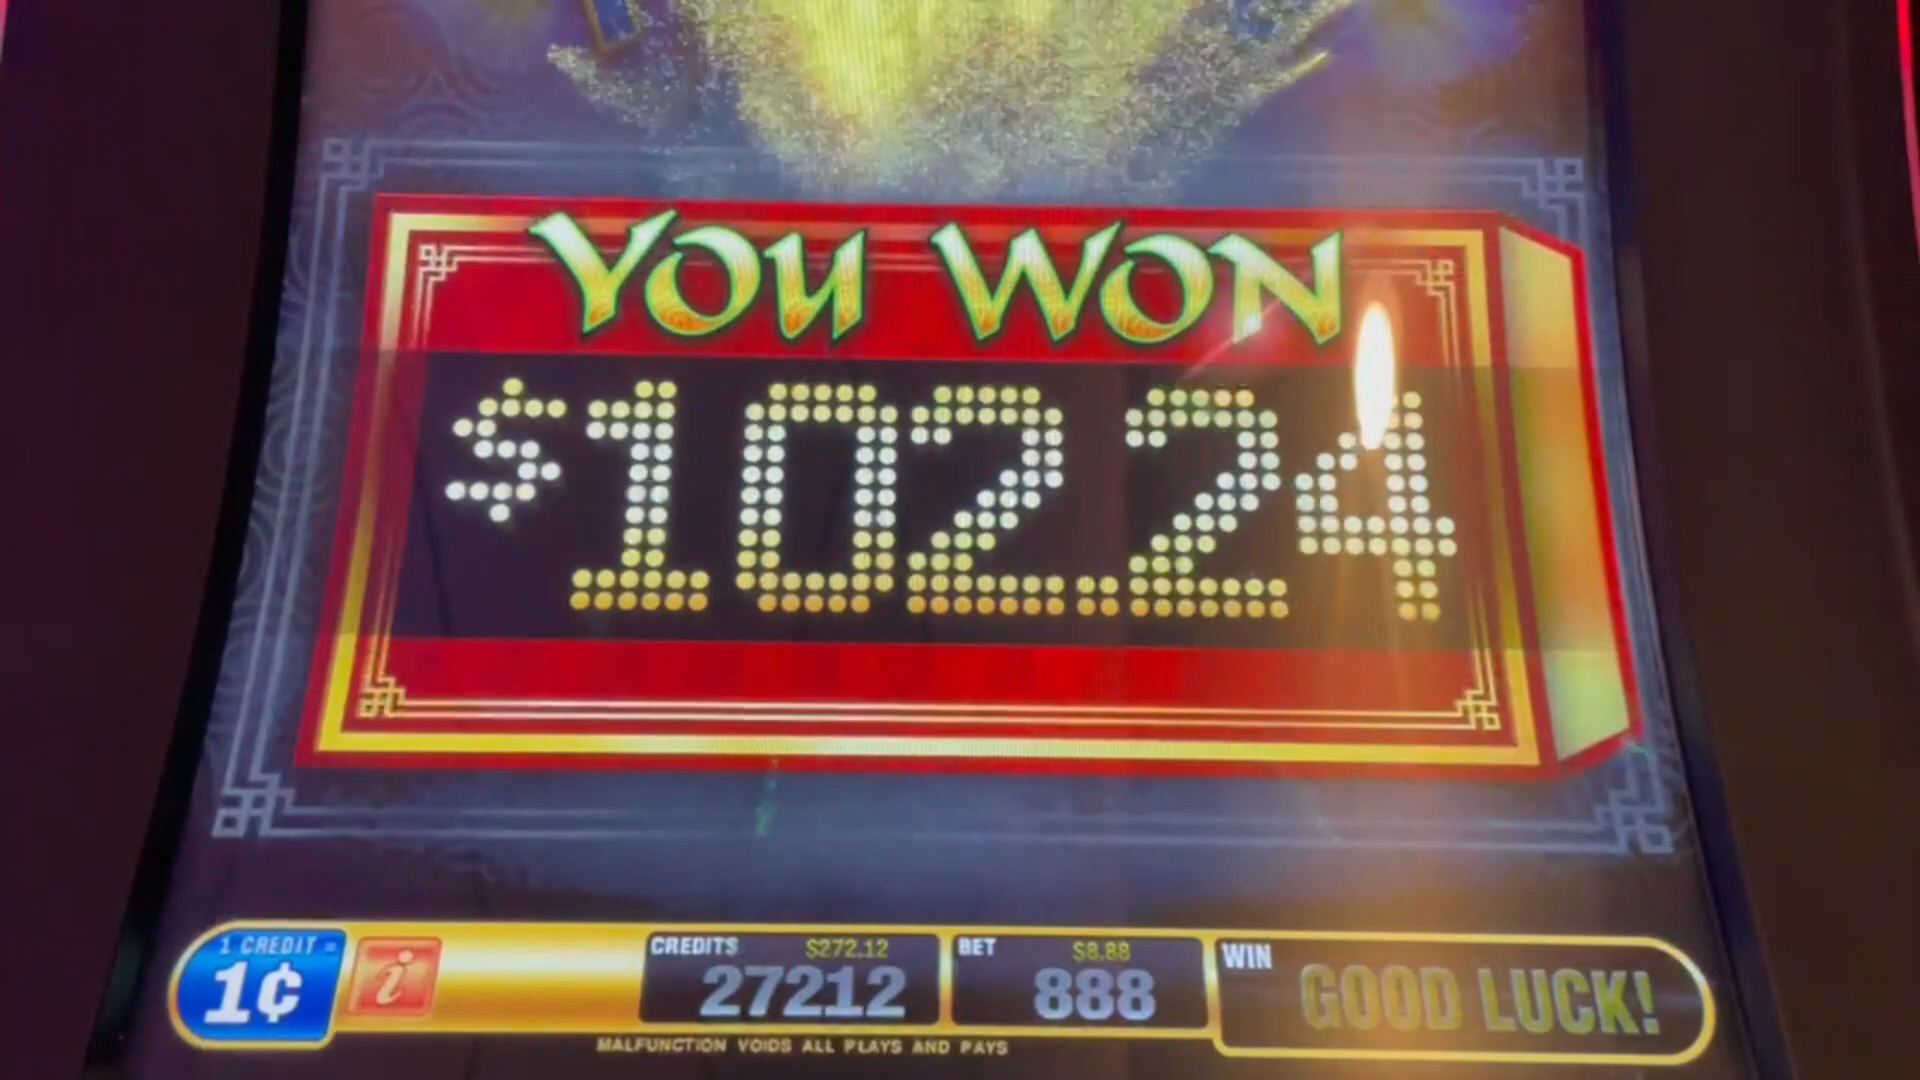 YOU WON
$102.24
1 CREDIT =
1¢
i
CREDITS $272.12
27212
BET $8.88
888
WIN
GOOD LUCK!
MALFUNCTION VOIDS ALL PLAYS AND PAYS